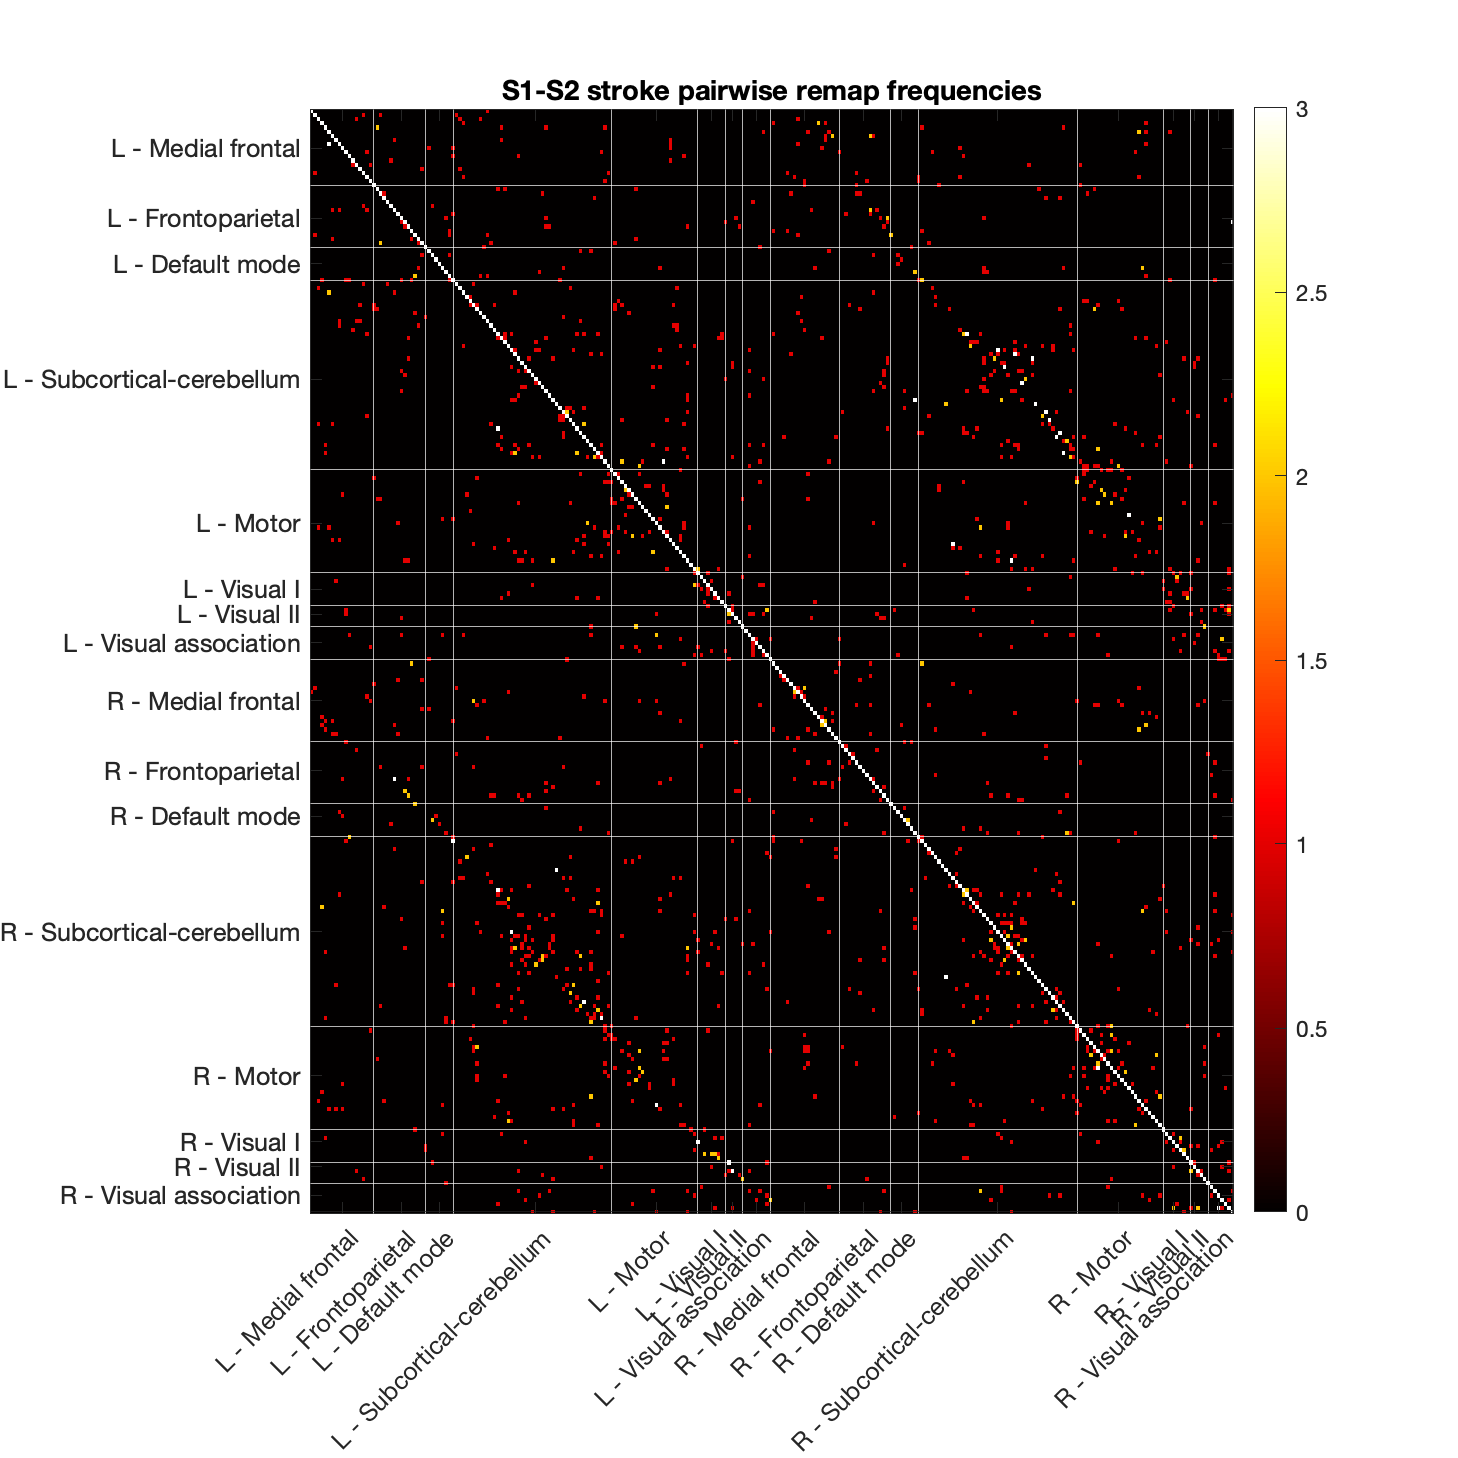 S1-S2 stroke pairwise remap frequencies
L - Medial frontal
L - Frontoparietal
L - Default mode
L - Subcortical-cerebellum
L - Motor
L - Visual I
L - Visual II
L - Visual association
R - Medial frontal
R - Frontoparietal
R - Default mode
R - Subcortical-cerebellum
R - Motor
R - Visual I
R - Visual II
R - Visual association
L - Medial frontal
L - Frontoparietal
L - Default mode
L - Subcortical-cerebellum
L - Motor
L - Visual I
L - Visual II
L - Visual association
R - Medial frontal
R - Frontoparietal
R - Default mode
R - Subcortical-cerebellum
R - Motor
R - Visual I
R - Visual II
R - Visual association
3
2.5
2
1.5
1
0.5
0